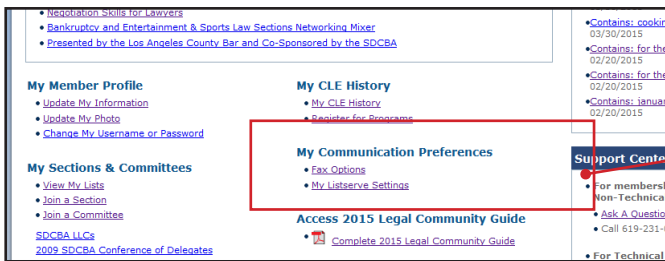 Negotiation Skills for Lawyers
Bankruptcy and Entertainment & Sports Law Sections Networking Mixer
Presented by the Los Angeles County Bar and Co-Sponsored by the SDCBA
My Member Profile
Update My Information
Update My Photo
Change My Username or Password
My Sections & Committees
View My Lists
Join a Section
Join a Committee
SDCBA LLCs
2009 SDCBA Conference of Delegates
My CLE History
My CLE History
Register for Programs
My Communication Preferences
Fax Options
My Listserve Settings
Access 2015 Legal Community Guide
Complete 2015 Legal Community Guide
Contains: cookin
03/30/2015
Contains: for the
02/20/2015
Contains: for the
02/20/2015
Contains: januar
02/20/2015
Support Cente
For membersh
Non-Technica
Ask A Questio
Call 619-231-
For Technical